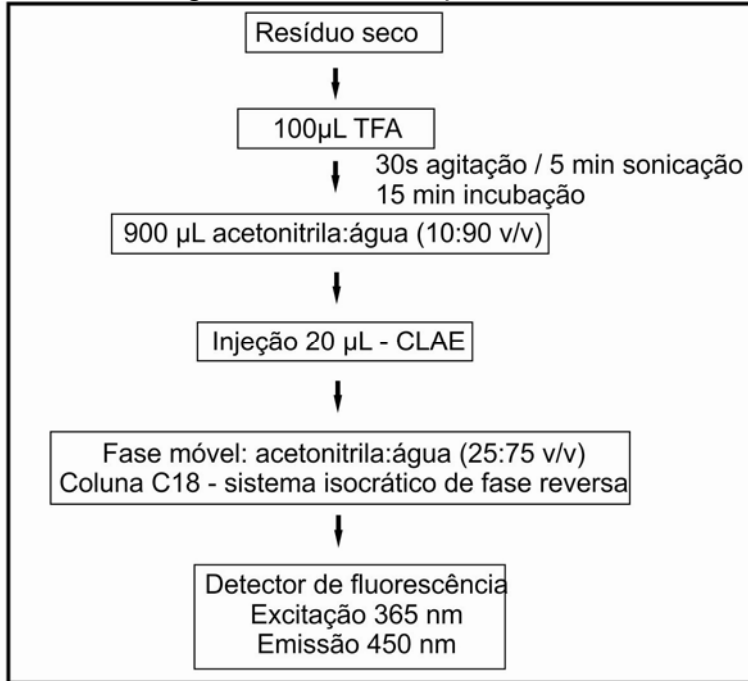 Resíduo seco
100µL TFA
30s agitação / 5 min sonicação
15 min incubação
900 µL acetonitrila:água (10:90 v/v)
Injeção 20 µL - CLAE
Fase móvel: acetonitrila:água (25:75 v/v)
Coluna C18 - sistema isocrático de fase reversa
Detector de fluorescência
Excitação 365 nm
Emissão 450 nm